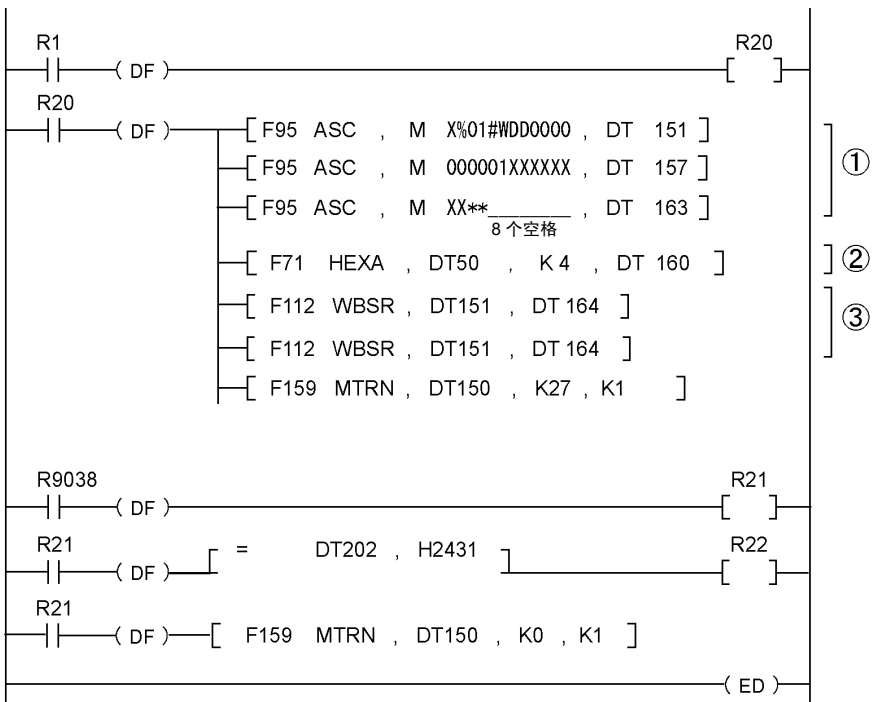 R1 R20
( DF )
R20
( DF ) [ F95 ASC , M X%01#WDD0000 , DT 151 ]
[ F95 ASC , M 000001XXXXXX , DT 157 ] ①
[ F95 ASC , M XX**________ , DT 163 ]
8个空格
[ F71 HEXA , DT50 , K4 , DT 160 ] ②
[ F112 WBSR , DT151 , DT 164 ] ③
[ F112 WBSR , DT151 , DT 164 ]
[ F159 MTRN , DT150 , K27 , K1 ]
R9038 R21
( DF )
R21 = DT202 , H2431 R22
( DF )
R21
( DF ) [ F159 MTRN , DT150 , K0 , K1 ]
( ED )